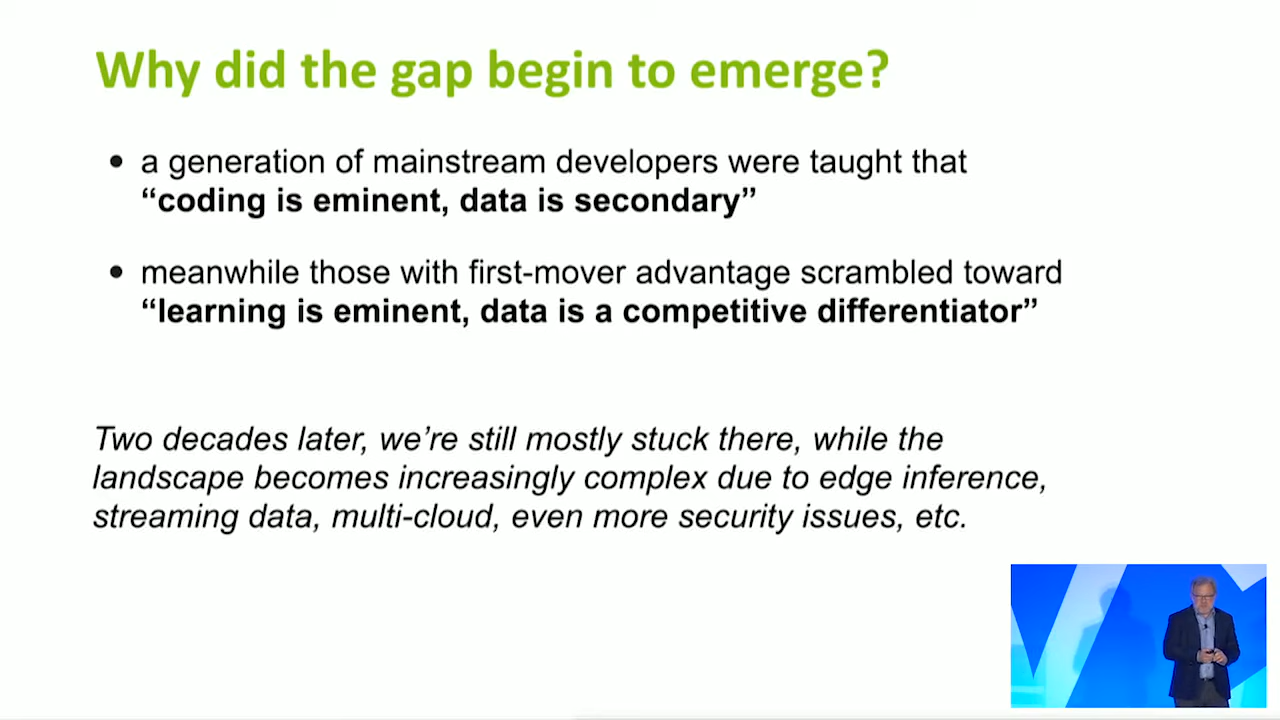 Why did the gap begin to emerge?
• a generation of mainstream developers were taught that
“coding is eminent, data is secondary”
• meanwhile those with first-mover advantage scrambled toward
“learning is eminent, data is a competitive differentiator”
Two decades later, we’re still mostly stuck there, while the
landscape becomes increasingly complex due to edge inference,
streaming data, multi-cloud, even more security issues, etc.